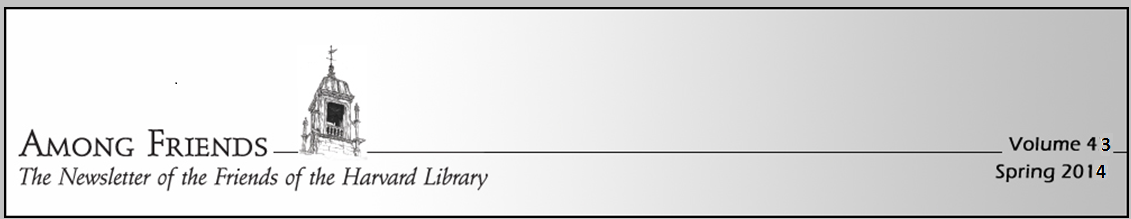 AMONG FRIENDS
The Newsletter of the Friends of the Harvard Library
Volume 43
Spring 2014